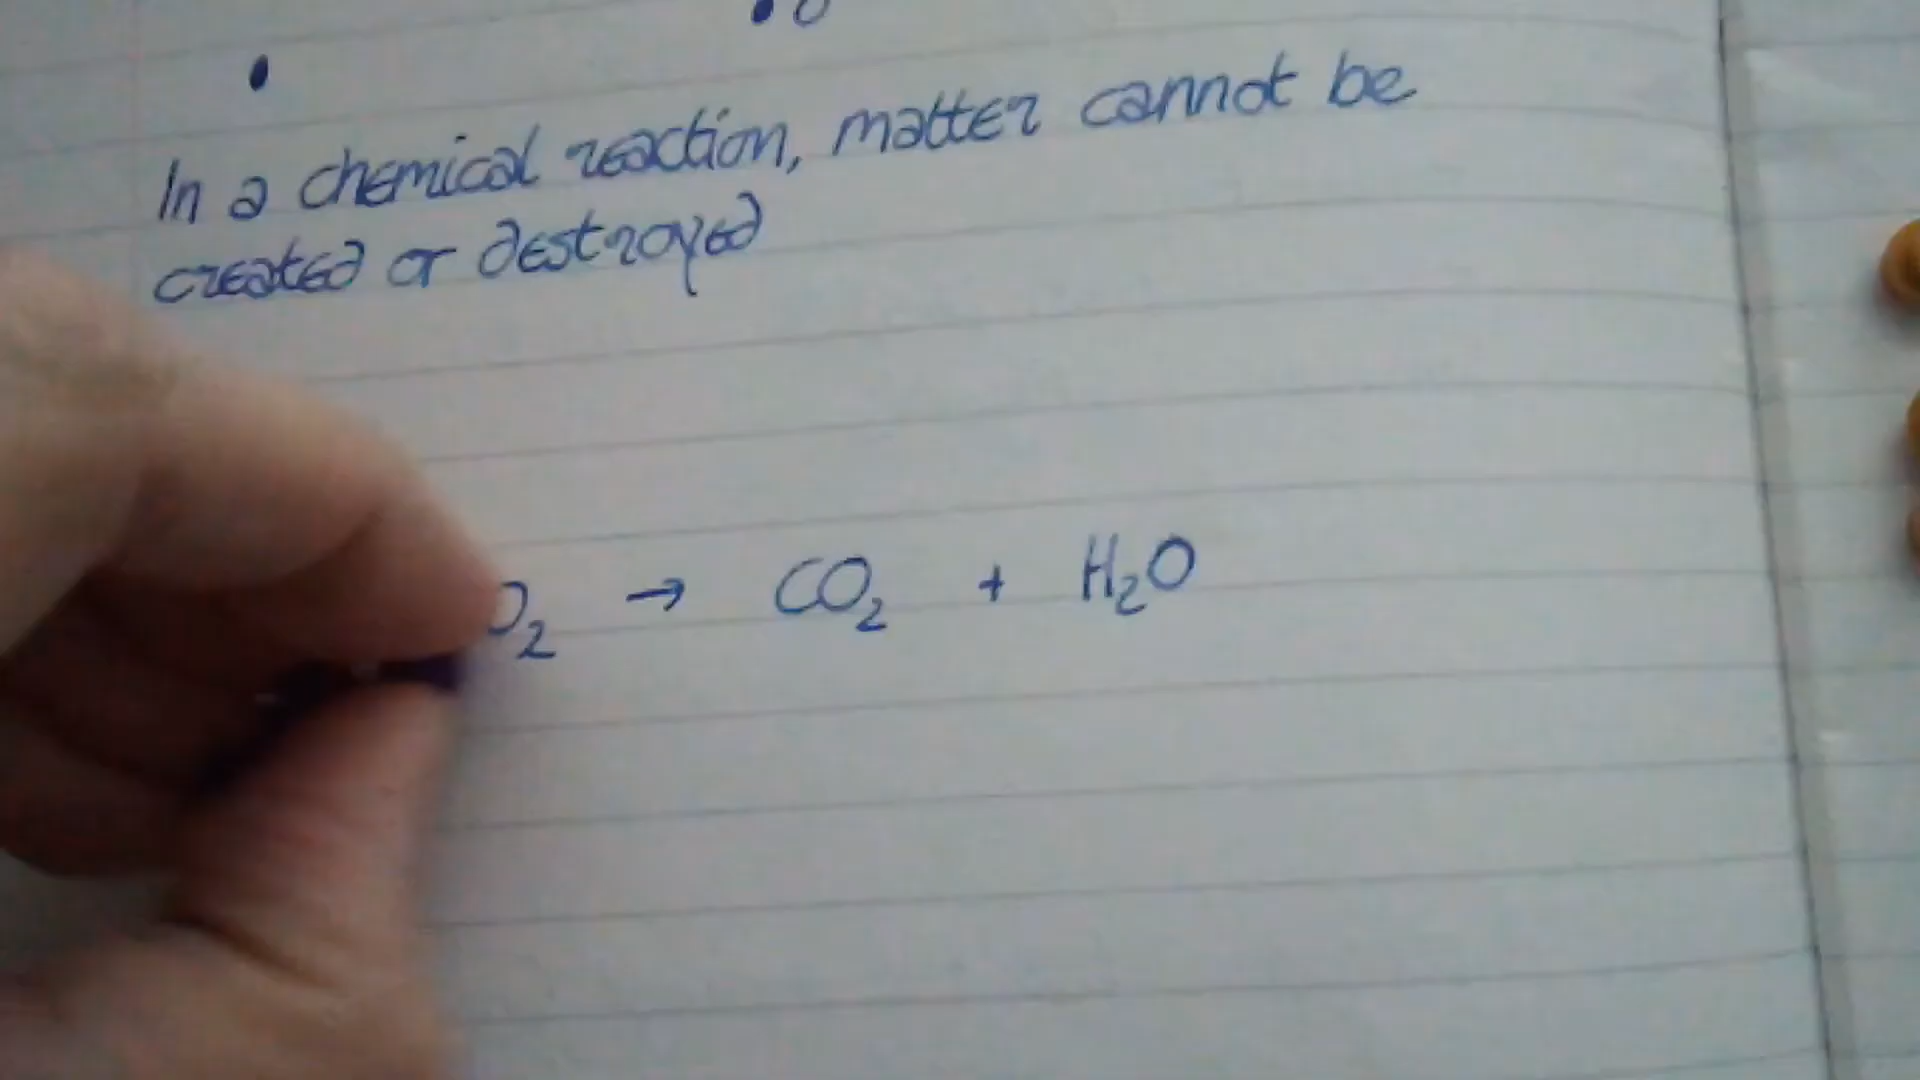 In a chemical reaction, matter cannot be
created or destroyed
O₂ → CO₂ + H₂O